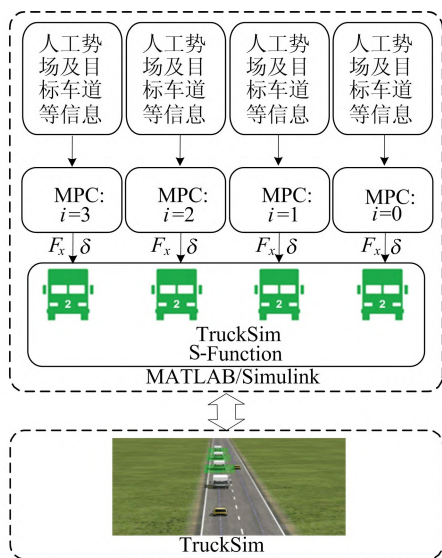 人工势
场及目
标车道
等信息
人工势
场及目
标车道
等信息
人工势
场及目
标车道
等信息
人工势
场及目
标车道
等信息
MPC:
i=3
MPC:
i=2
MPC:
i=1
MPC:
i=0
Fₓ δ
Fₓ δ
Fₓ δ
Fₓ δ
2
2
2
2
TruckSim
S-Function
MATLAB/Simulink
TruckSim